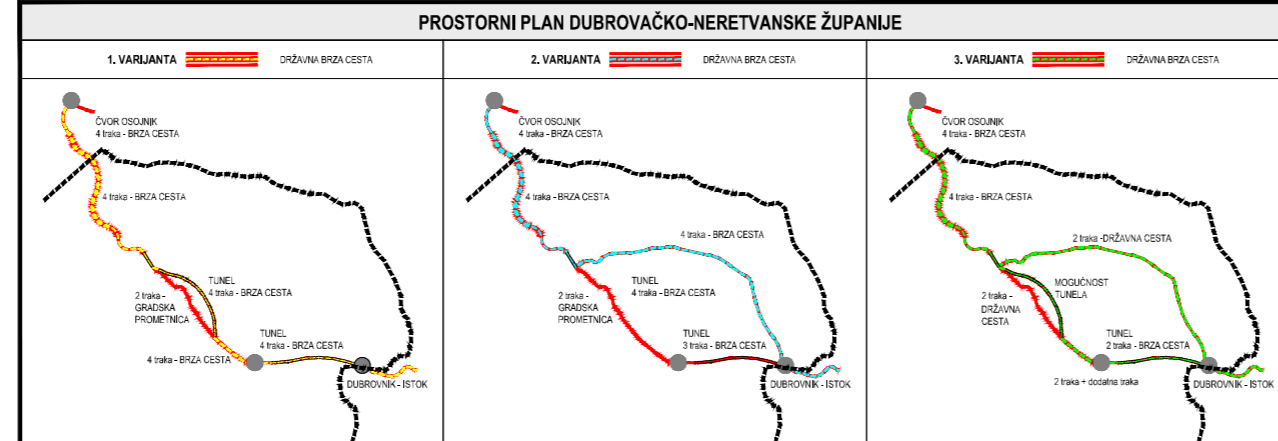 PROSTORNI PLAN DUBROVAČKO-NERETVANSKE ŽUPANIJE
1. VARIJANTA DRŽAVNA BRZA CESTA
ČVOR OSOJNIK
4 traka - BRZA CESTA
4 traka - BRZA CESTA
TUNEL
4 traka - BRZA CESTA
2 traka -
GRADSKA
PROMETNICA
TUNEL
4 traka - BRZA CESTA
4 traka - BRZA CESTA
DUBROVNIK - ISTOK
2. VARIJANTA DRŽAVNA BRZA CESTA
ČVOR OSOJNIK
4 traka - BRZA CESTA
4 traka - BRZA CESTA
4 traka - BRZA CESTA
TUNEL
4 traka - BRZA CESTA
2 traka -
GRADSKA
PROMETNICA
TUNEL
3 traka - BRZA CESTA
DUBROVNIK - ISTOK
3. VARIJANTA DRŽAVNA BRZA CESTA
ČVOR OSOJNIK
4 traka - BRZA CESTA
4 traka - BRZA CESTA
2 traka -DRŽAVNA CESTA
MOGUĆNOST
TUNELA
2 traka -
DRŽAVNA
CESTA
TUNEL
2 traka - BRZA CESTA
2 traka + dodatna traka
DUBROVNIK - ISTOK